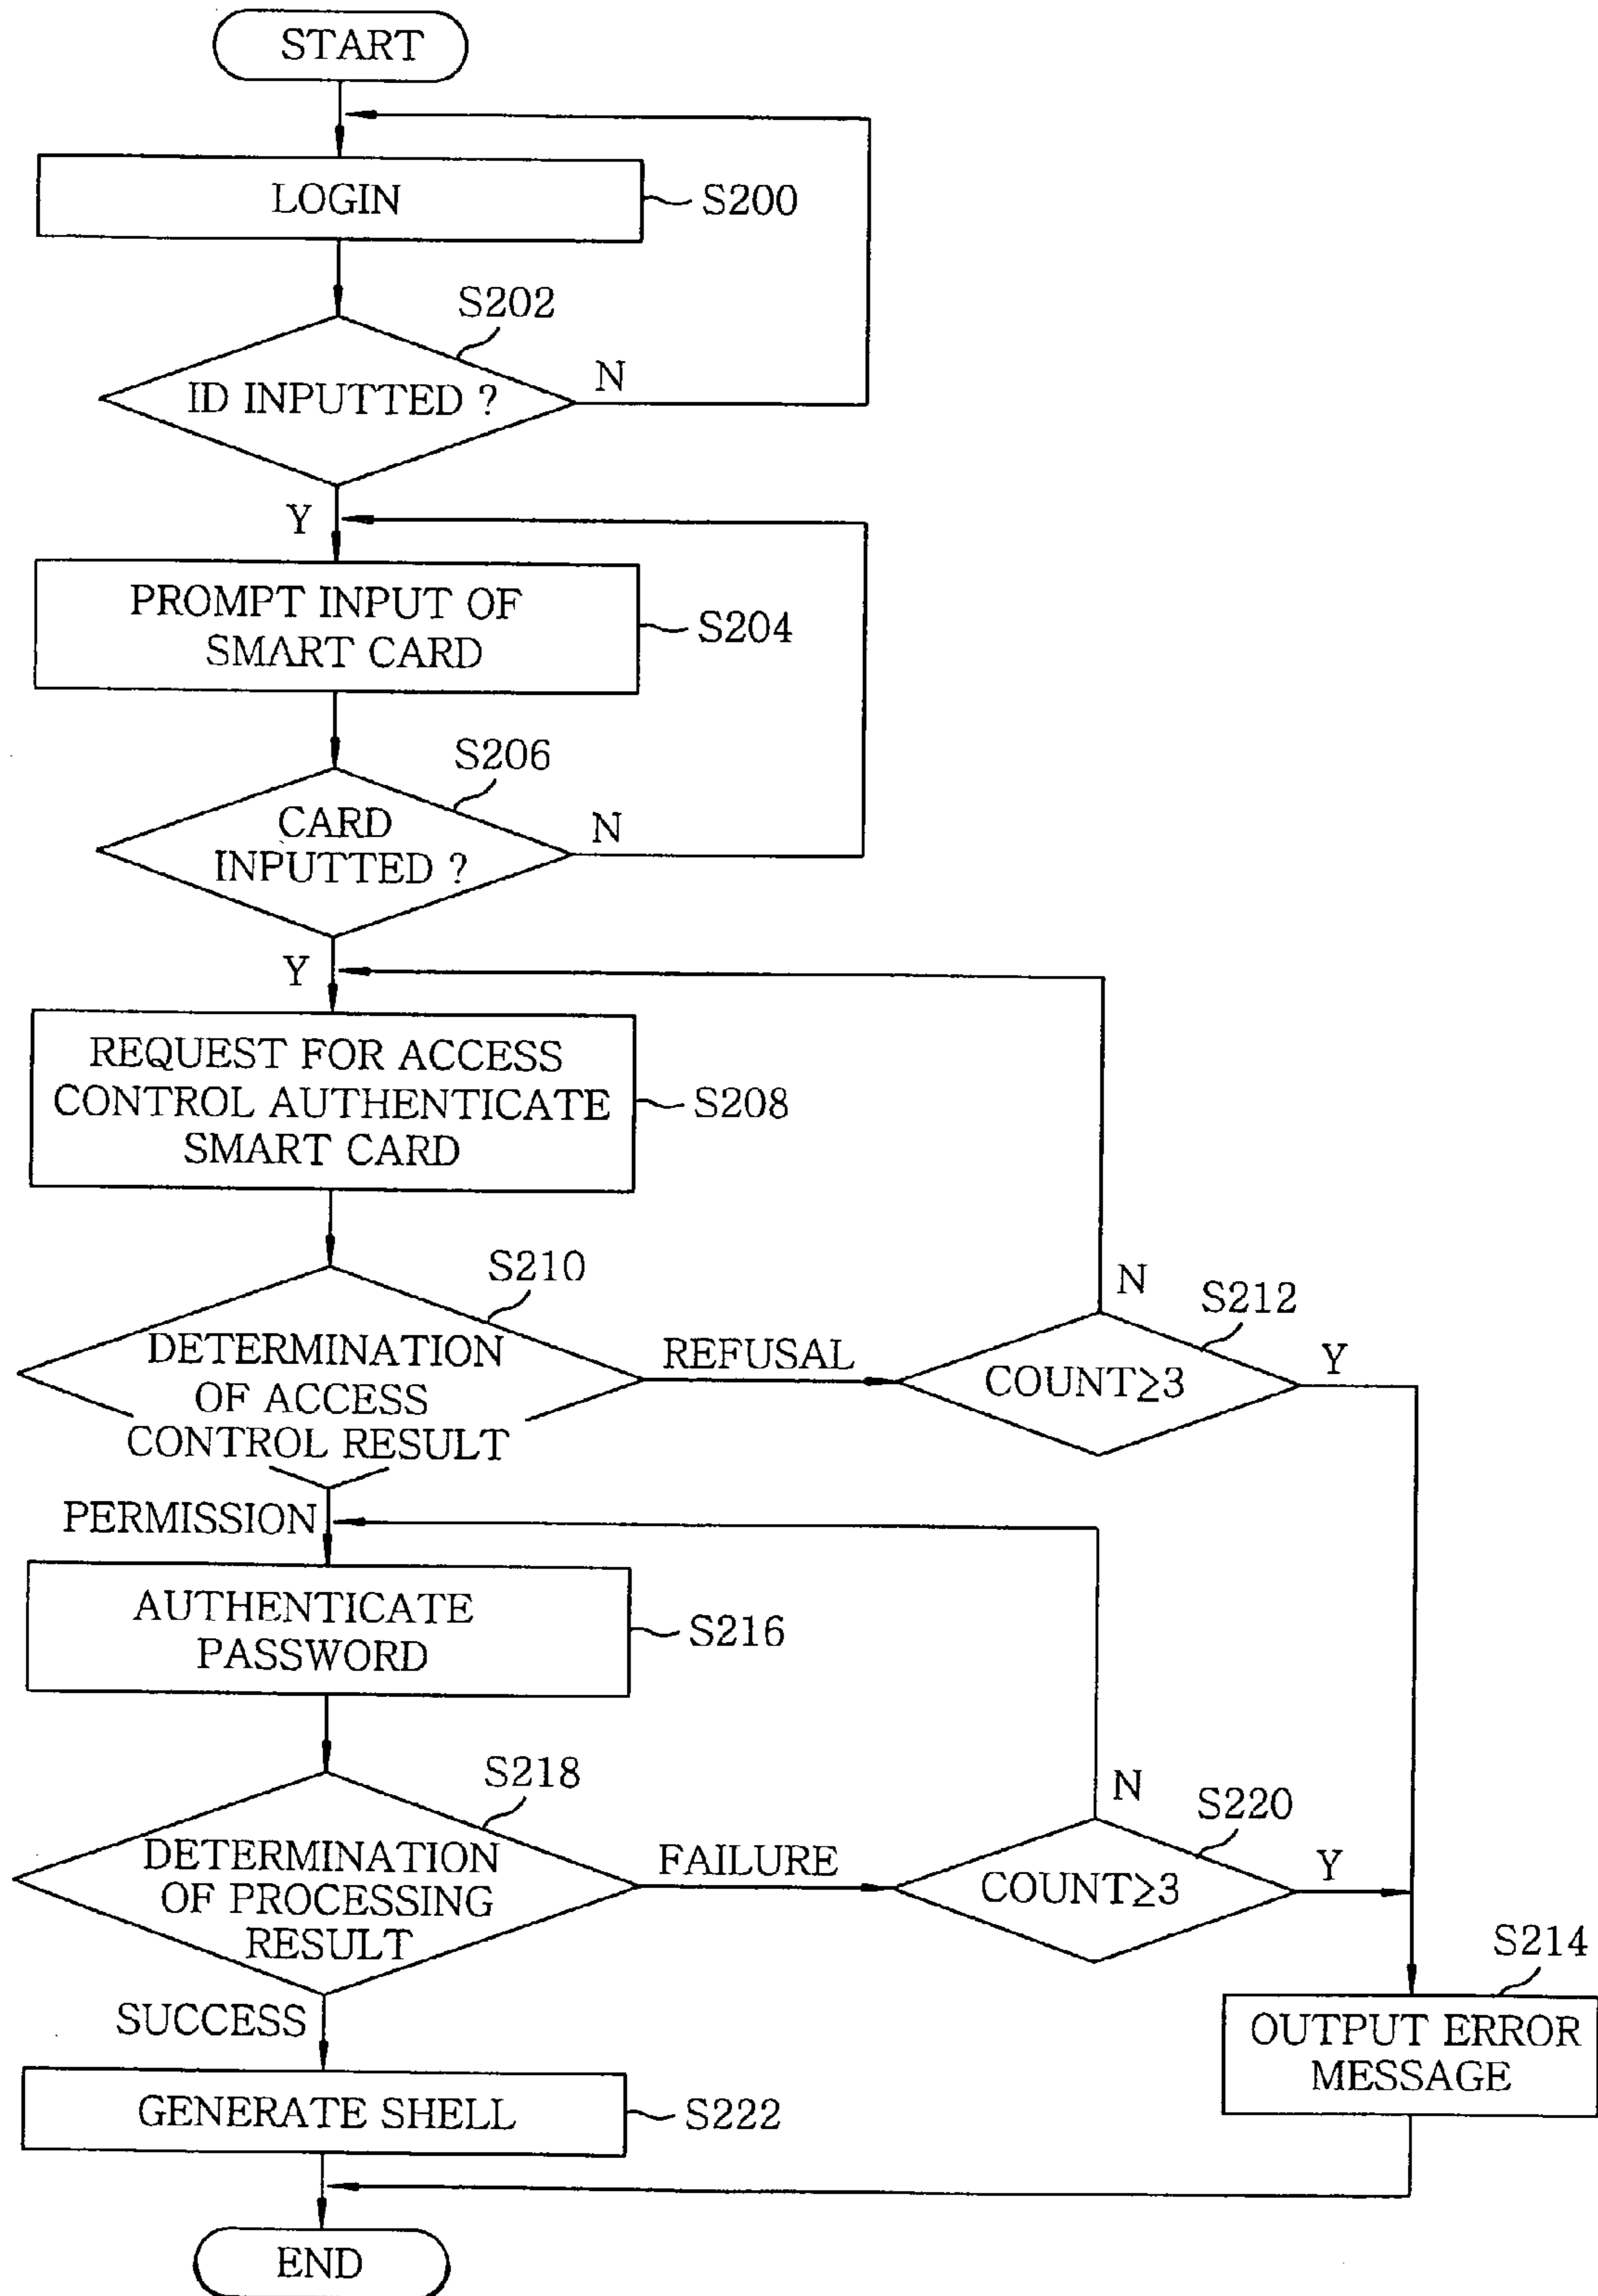 START
LOGIN
S200
S202
ID INPUTTED ?
N
Y
PROMPT INPUT OF
SMART CARD
S204
S206
CARD
INPUTTED ?
N
Y
REQUEST FOR ACCESS
CONTROL AUTHENTICATE
SMART CARD
S208
S210
DETERMINATION
OF ACCESS
CONTROL RESULT
REFUSAL
N
S212
COUNT≥3
Y
PERMISSION
AUTHENTICATE
PASSWORD
S216
S218
DETERMINATION
OF PROCESSING
RESULT
FAILURE
N
S220
COUNT≥3
Y
S214
OUTPUT ERROR
MESSAGE
SUCCESS
GENERATE SHELL
S222
END